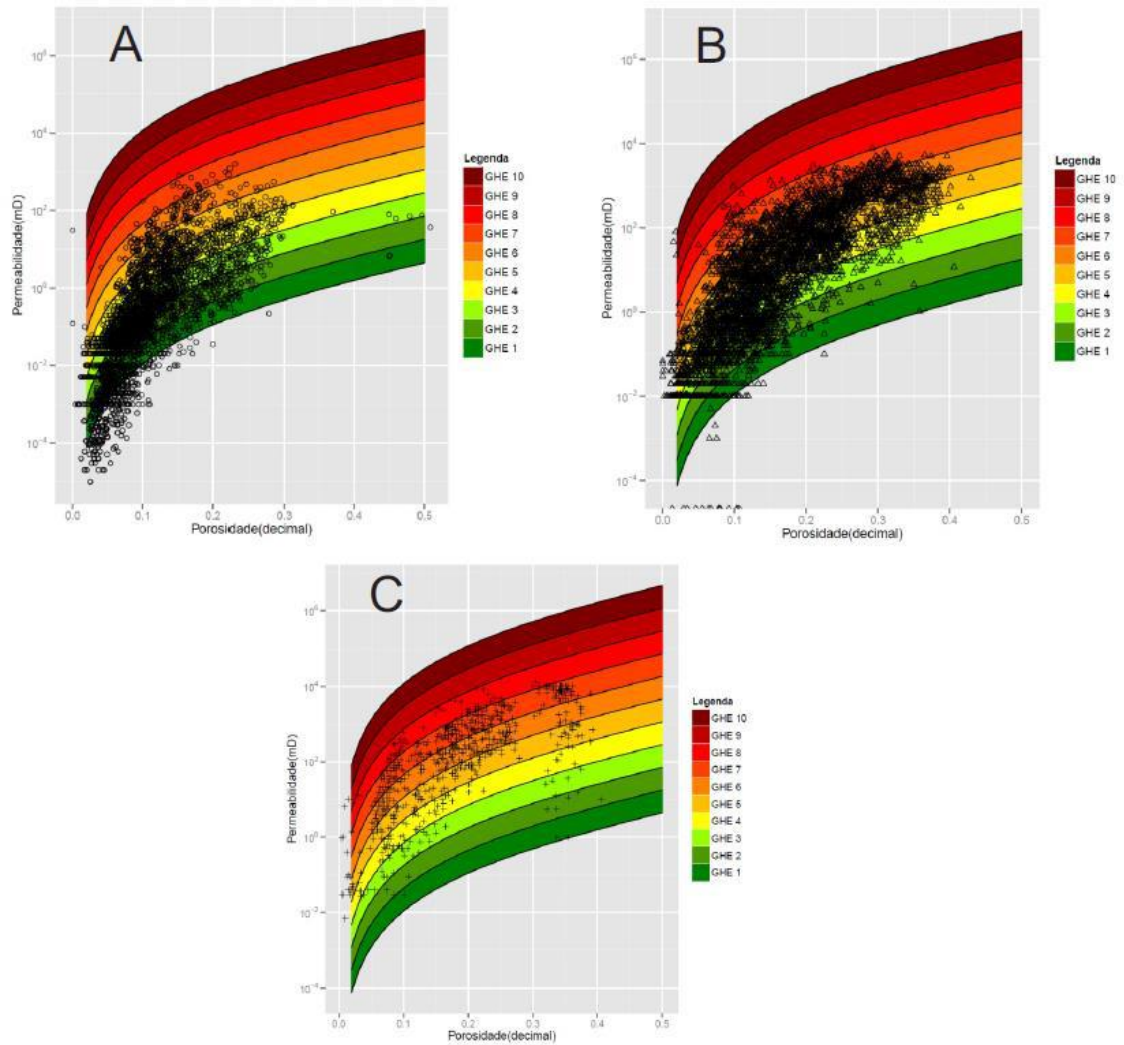 A
Permeabilidade(mD)
10⁶
10⁴
10²
10⁰
10⁻²
10⁻⁴
0.0 0.1 0.2 0.3 0.4 0.5
Porosidade(decimal)
Legenda
GHE 10
GHE 9
GHE 8
GHE 7
GHE 6
GHE 5
GHE 4
GHE 3
GHE 2
GHE 1
B
Permeabilidade(mD)
10⁶
10⁴
10²
10⁰
10⁻²
10⁻⁴
0.0 0.1 0.2 0.3 0.4 0.5
Porosidade(decimal)
Legenda
GHE 10
GHE 9
GHE 8
GHE 7
GHE 6
GHE 5
GHE 4
GHE 3
GHE 2
GHE 1
C
Permeabilidade(mD)
10⁶
10⁴
10²
10⁰
10⁻²
10⁻⁴
0.0 0.1 0.2 0.3 0.4 0.5
Porosidade(decimal)
Legenda
GHE 10
GHE 9
GHE 8
GHE 7
GHE 6
GHE 5
GHE 4
GHE 3
GHE 2
GHE 1